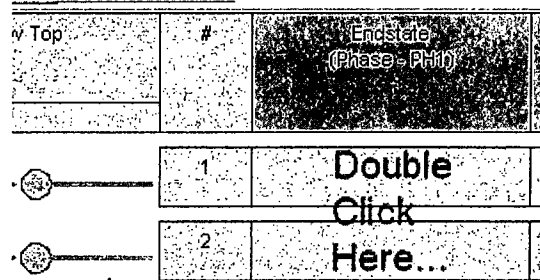 v Top # Endstate
(Phase - PH1)
1 Double
Click
2 Here...